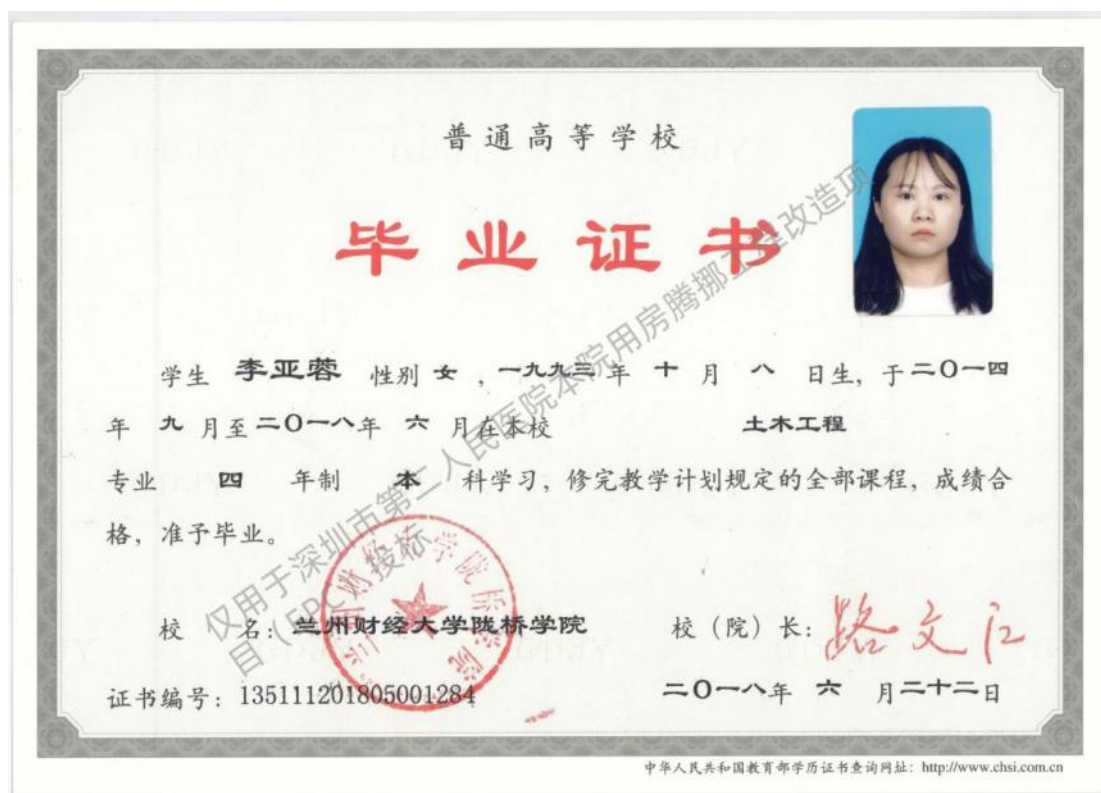 普通高等学校
毕业证书
学生 李亚蓉 性别 女 ，一九九三 年 十 月 八 日生，于二〇一四
年 九 月至二〇一八年 六 月在本校 土木工程
专业 四 年制 本 科学习，修完教学计划规定的全部课程，成绩合
格，准予毕业。
校 名：兰州财经大学陇桥学院 校（院）长：路文江
证书编号：135111201805001284 二〇一八年 六 月二十二日
中华人民共和国教育部学历证书查询网址：http://www.chsi.com.cn
仅用于深圳市第二人民医院本院用房腾挪工程改造项
目（EPC）投标